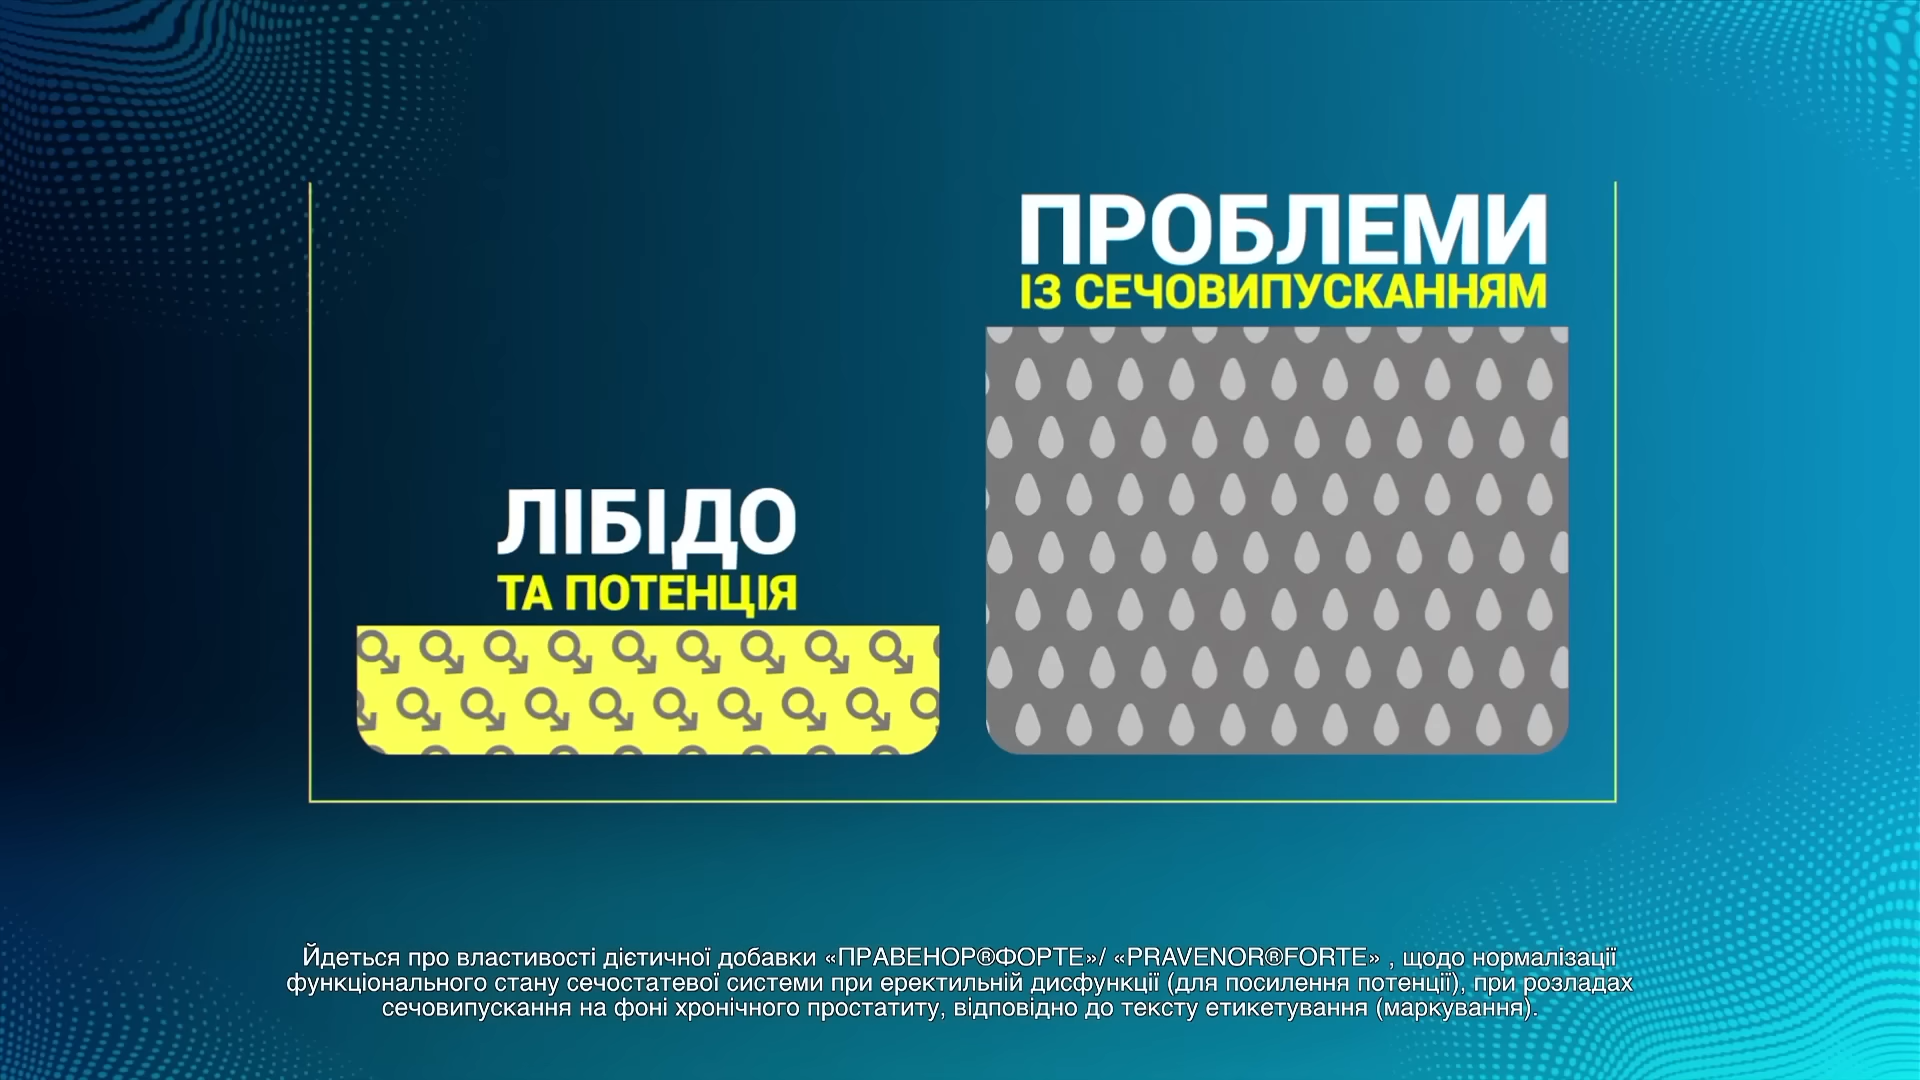 ПРОБЛЕМИ
ІЗ СЕЧОВИПУСКАННЯМ
ЛІБІДО
ТА ПОТЕНЦІЯ
Йдеться про властивості дієтичної добавки «ПРАВЕНОР®ФОРТЕ»/ «PRAVENOR®FORTE» , щодо нормалізації
функціонального стану сечостатевої системи при еректильній дисфункції (для посилення потенції), при розладах
сечовипускання на фоні хронічного простатиту, відповідно до тексту етикетування (маркування).